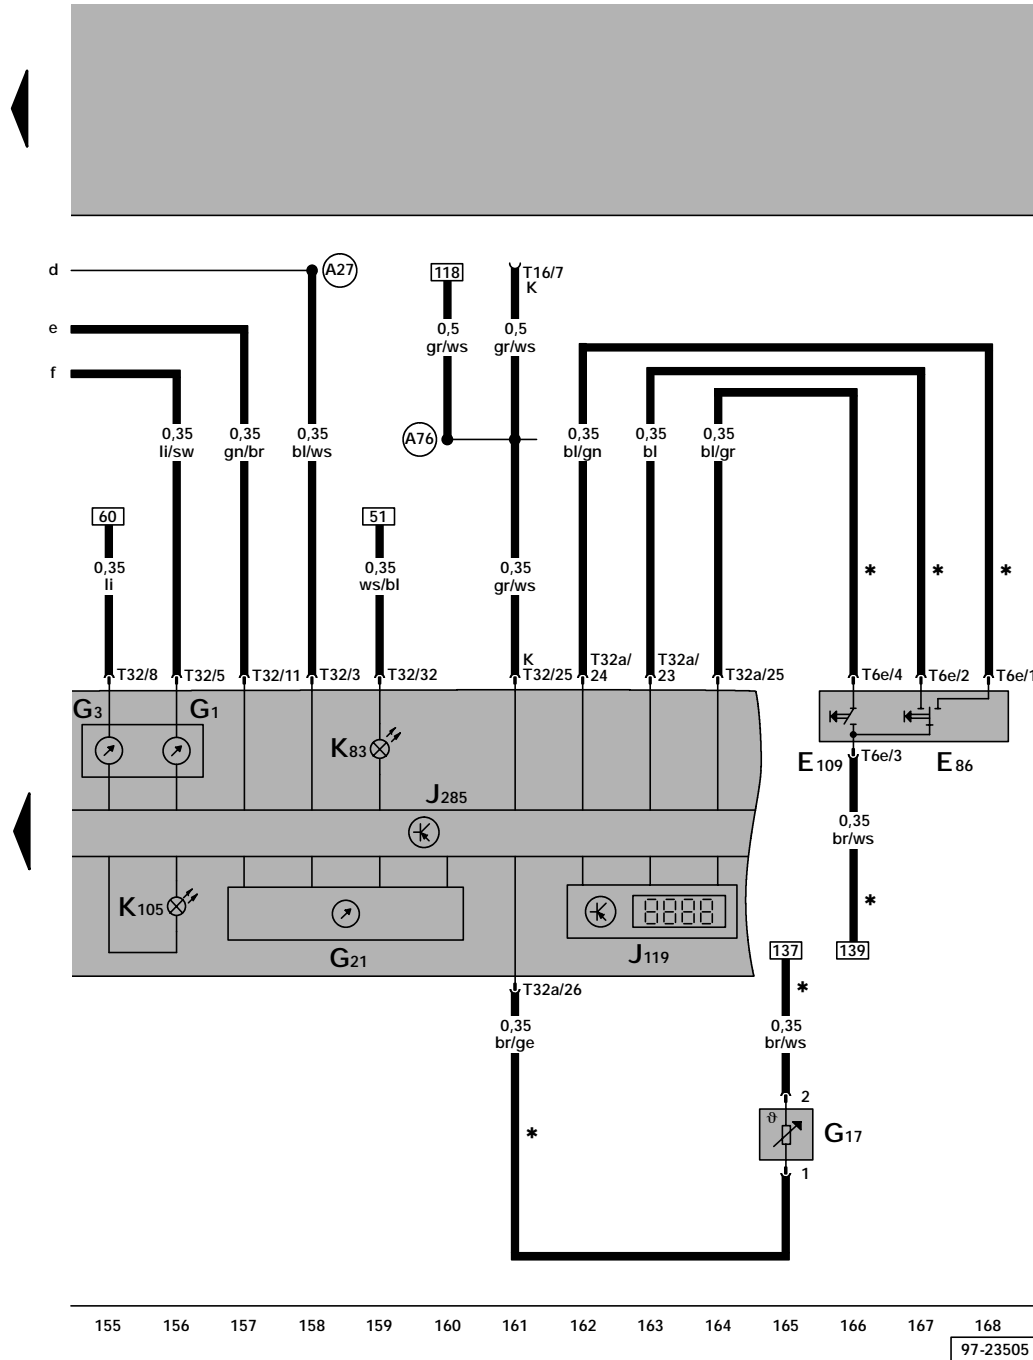 d
A27
118
T16/7
K
e
0,5
gr/ws
0,5
gr/ws
f
0,35
li/sw
0,35
gn/br
0,35
bl/ws
A76
0,35
bl/gn
0,35
bl
0,35
bl/gr
60
51
0,35
li
0,35
ws/bl
0,35
gr/ws
*
*
*
T32/8
T32/5
T32/11
T32/3
T32/32
K
T32/25
T32a/
24
T32a/
23
T32a/25
T6e/4
T6e/2
T6e/1
G3
G1
K83
E109
T6e/3
E86
J285
0,35
br/ws
K105
*
8888
G21
J119
137
139
T32a/26
*
0,35
br/ge
0,35
br/ws
2
*
ϑ
G17
1
155 156 157 158 159 160 161 162 163 164 165 166 167 168
97-23505